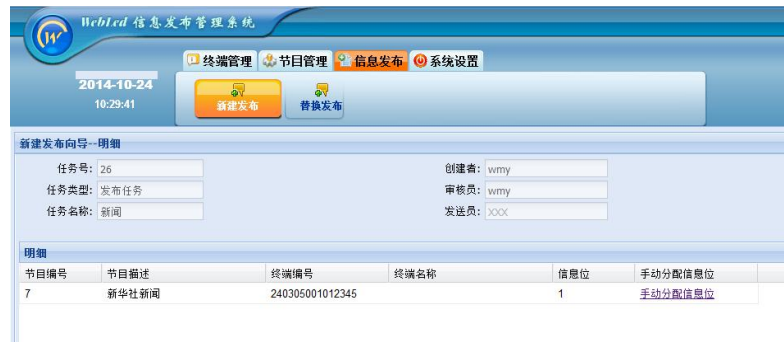 WebLed 信息发布管理系统
终端管理 节目管理 信息发布 系统设置
2014-10-24
10:29:41
新建发布 替换发布
新建发布向导--明细
任务号: 26 创建者: wmy
任务类型: 发布任务 审核员: wmy
任务名称: 新闻 发送员: XXX
明细
节目编号 节目描述 终端编号 终端名称 信息位 手动分配信息位
7 新华社新闻 240305001012345 1 手动分配信息位